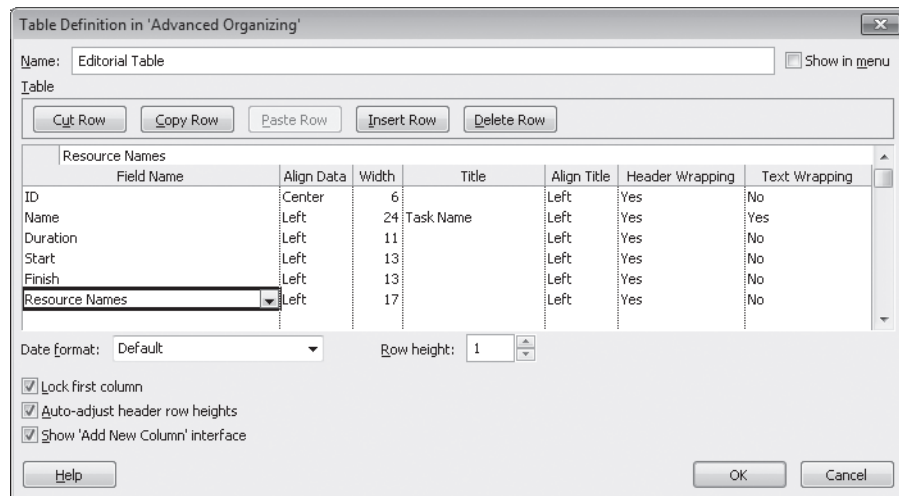 Table Definition in 'Advanced Organizing'
Name: Editorial Table Show in menu
Table
Cut Row Copy Row Paste Row Insert Row Delete Row
Resource Names
Field Name Align Data Width Title Align Title Header Wrapping Text Wrapping
ID Center 6 Left Yes No
Name Left 24 Task Name Left Yes Yes
Duration Left 11 Left Yes No
Start Left 13 Left Yes No
Finish Left 13 Left Yes No
Resource Names Left 17 Left Yes No
Date format: Default Row height: 1
Lock first column
Auto-adjust header row heights
Show 'Add New Column' interface
Help OK Cancel